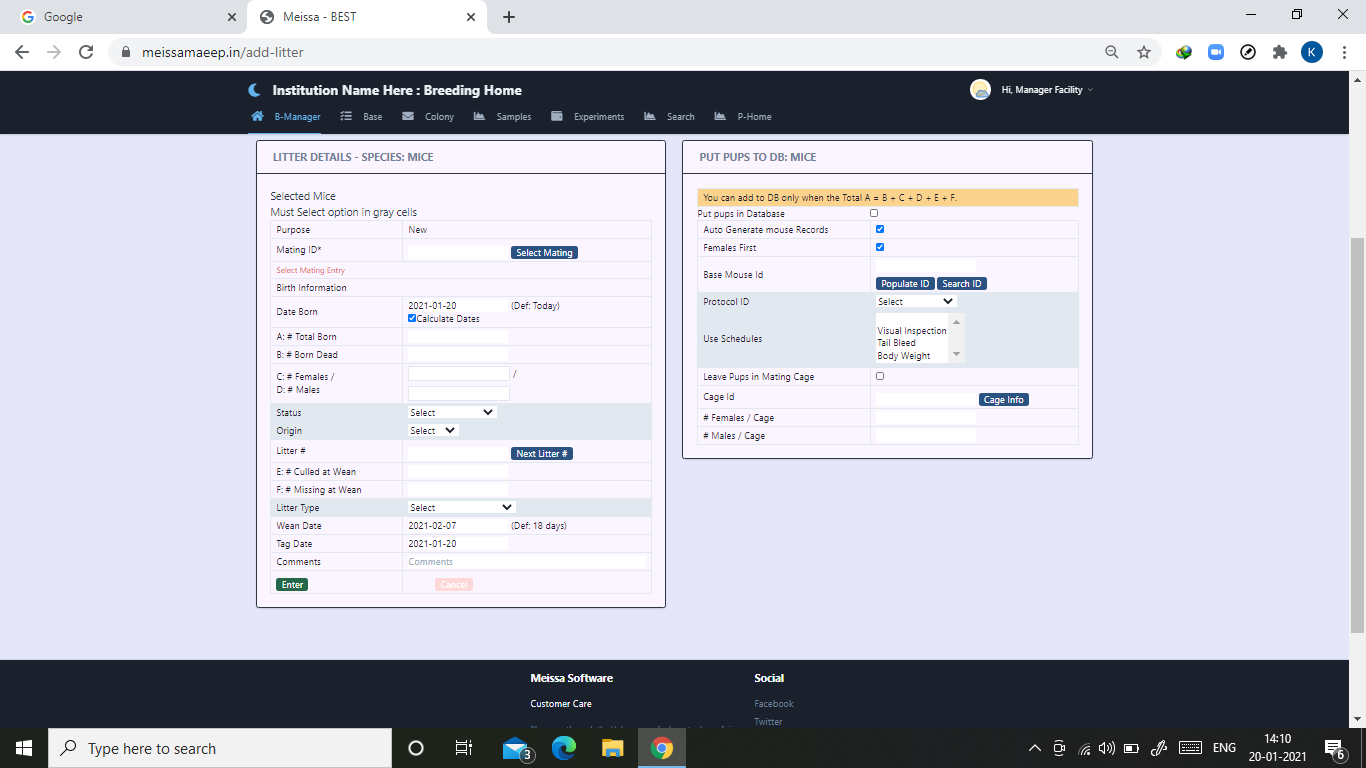 Google
Meissa - BEST
meissamaeep.in/add-litter
K
Institution Name Here : Breeding Home
Hi, Manager Facility
B-Manager Base Colony Samples Experiments Search P-Home
LITTER DETAILS - SPECIES: MICE
Selected Mice
Must Select option in gray cells
Purpose New
Mating ID* Select Mating
Select Mating Entry
Birth Information
Date Born 2021-01-20 (Def: Today)
Calculate Dates
A: # Total Born
B: # Born Dead
C: # Females / /
D: # Males
Status Select
Origin Select
Litter # Next Litter #
E: # Culled at Wean
F: # Missing at Wean
Litter Type Select
Wean Date 2021-02-07 (Def: 18 days)
Tag Date 2021-01-20
Comments Comments
Enter Cancel
PUT PUPS TO DB: MICE
You can add to DB only when the Total A = B + C + D + E + F.
Put pups in Database
Auto Generate mouse Records
Females First
Base Mouse Id
Populate ID Search ID
Protocol ID Select
Use Schedules
Visual Inspection
Tail Bleed
Body Weight
Leave Pups in Mating Cage
Cage Id Cage Info
# Females / Cage
# Males / Cage
Meissa Software
Customer Care
Social
Facebook
Twitter
Type here to search
3
ENG
14:10
20-01-2021
6